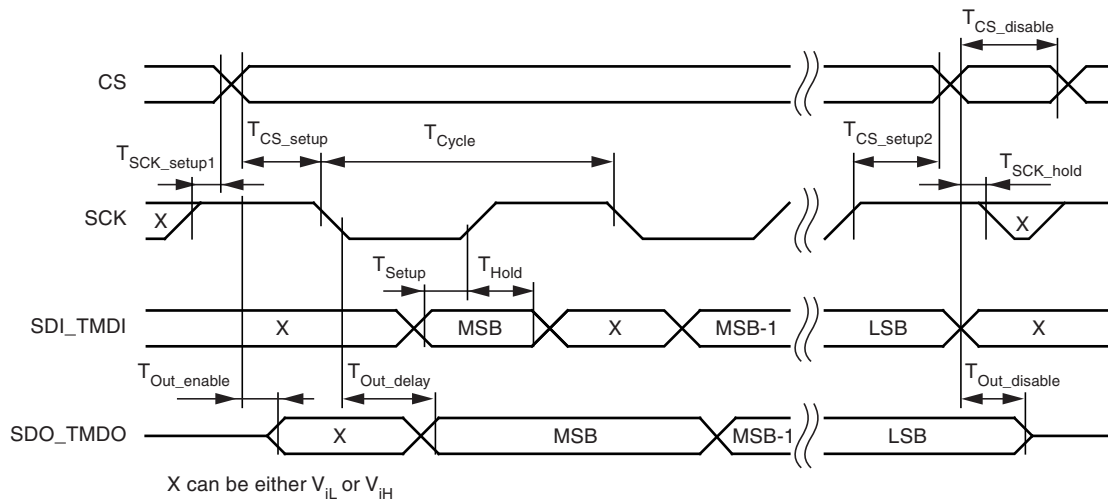 T_CS_disable
CS
T_CS_setup
T_Cycle
T_CS_setup2
T_SCK_setup1
T_SCK_hold
SCK
X
X
T_Setup
T_Hold
SDI_TMDI
X
MSB
X
MSB-1
LSB
X
T_Out_enable
T_Out_delay
T_Out_disable
SDO_TMDO
X
MSB
MSB-1
LSB
X can be either V_iL or V_iH